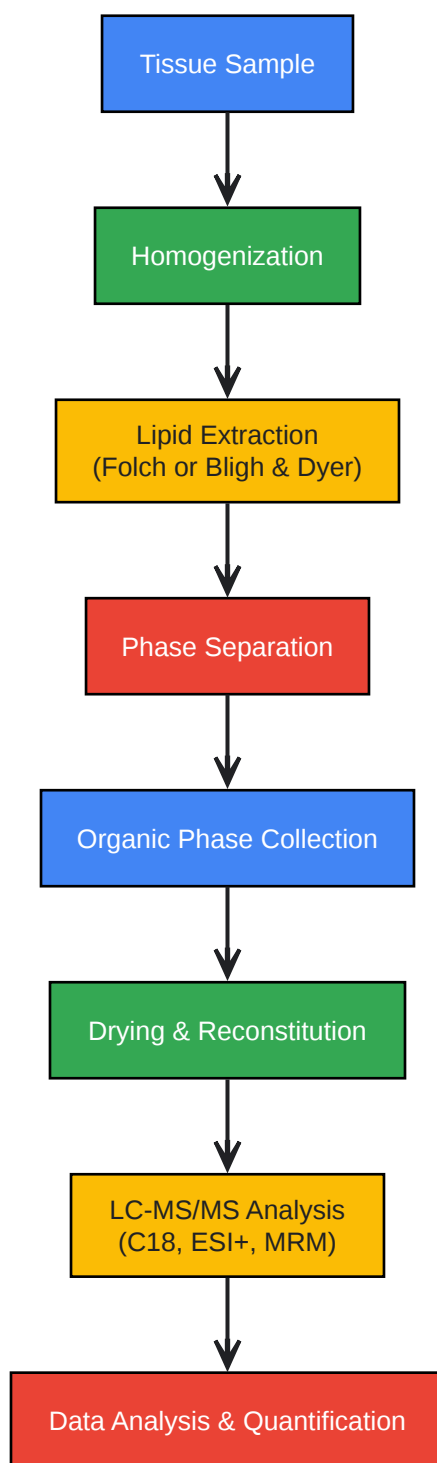 Tissue Sample
Homogenization
Lipid Extraction
(Folch or Bligh & Dyer)
Phase Separation
Organic Phase Collection
Drying & Reconstitution
LC-MS/MS Analysis
(C18, ESI+, MRM)
Data Analysis & Quantification